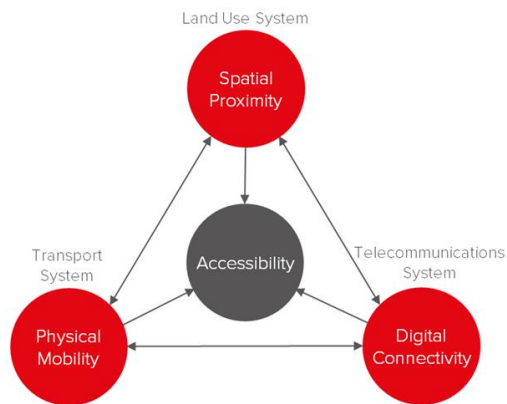 Land Use System
Spatial
Proximity
Accessibility
Transport
System
Telecommunications
System
Physical
Mobility
Digital
Connectivity